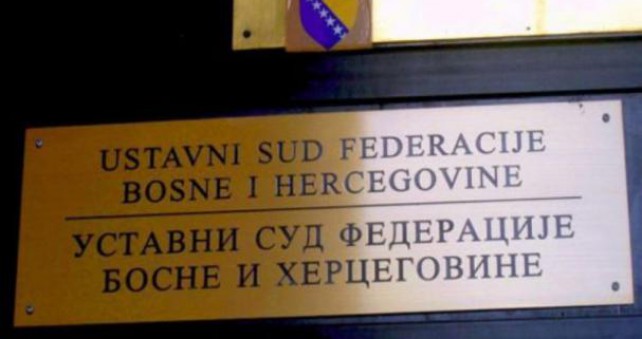 USTAVNI SUD FEDERACIJE
BOSNE I HERCEGOVINE
УСТАВНИ СУД ФЕДЕРАЦИЈЕ
БОСНЕ И ХЕРЦЕГОВИНЕ